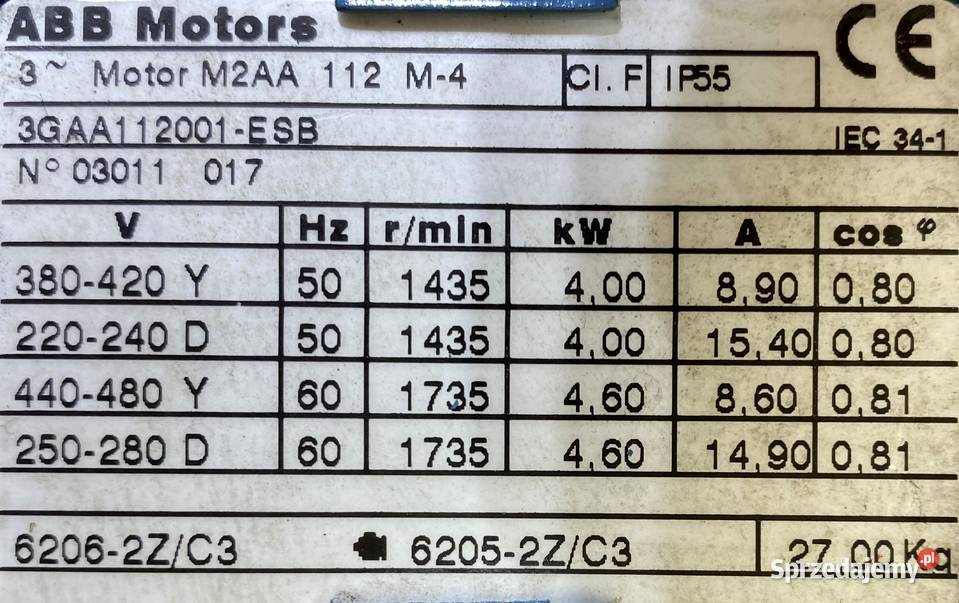 ABB Motors CE
3~ Motor M2AA 112 M-4 Cl. F IP55
3GAA112001-ESB IEC 34-1
N° 03011 017
V Hz r/min kW A cos φ
380-420 Y 50 1435 4,00 8,90 0,80
220-240 D 50 1435 4,00 15,40 0,80
440-480 Y 60 1735 4,60 8,60 0,81
250-280 D 60 1735 4,60 14,90 0,81
6206-2Z/C3 6205-2Z/C3 27,00 Kg
Sprzedajemy .pl